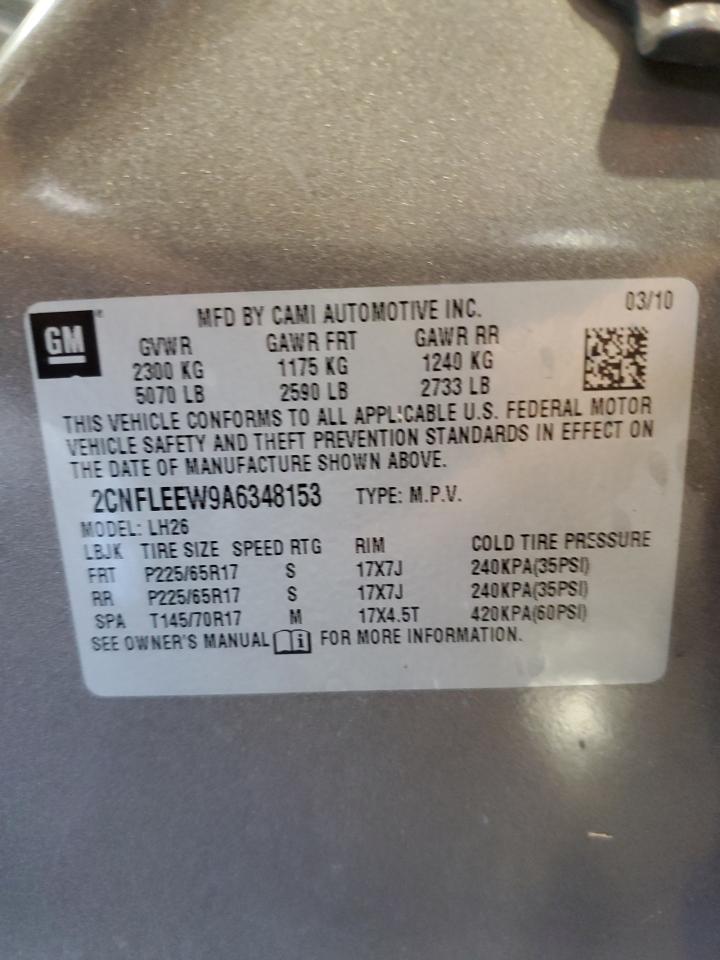 GM
MFD BY CAMI AUTOMOTIVE INC. 03/10
GVWR GAWR FRT GAWR RR
2300 KG 1175 KG 1240 KG
5070 LB 2590 LB 2733 LB
THIS VEHICLE CONFORMS TO ALL APPLICABLE U.S. FEDERAL MOTOR
VEHICLE SAFETY AND THEFT PREVENTION STANDARDS IN EFFECT ON
THE DATE OF MANUFACTURE SHOWN ABOVE.
2CNFLEEW9A6348153 TYPE: M.P.V.
MODEL: LH26
LBJK TIRE SIZE SPEED RTG RIM COLD TIRE PRESSURE
FRT P225/65R17 S 17X7J 240KPA(35PSI)
RR P225/65R17 S 17X7J 240KPA(35PSI)
SPA T145/70R17 M 17X4.5T 420KPA(60PSI)
SEE OWNER'S MANUAL i FOR MORE INFORMATION.